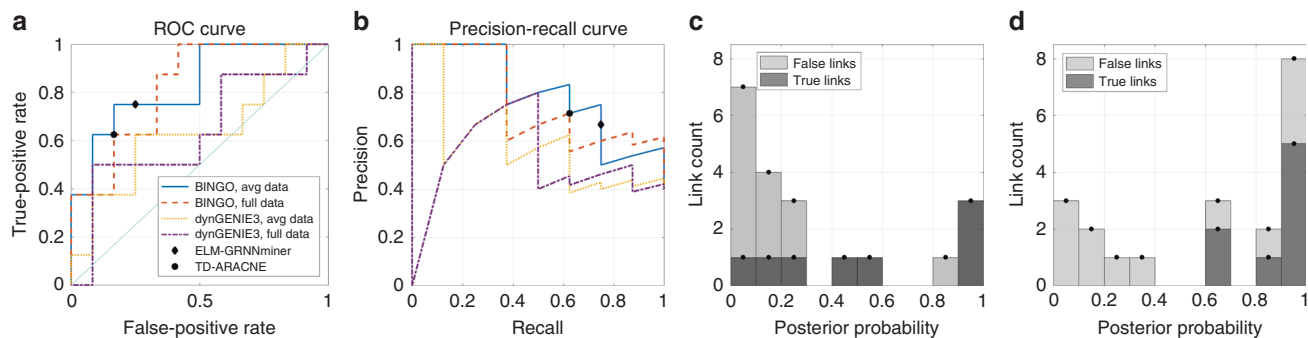 a
ROC curve
1
0.8
0.6
0.4
0.2
0
True-positive rate
BINGO, avg data
BINGO, full data
dynGENIE3, avg data
dynGENIE3, full data
ELM-GRNNminer
TD-ARACNE
0
0.5
1
False-positive rate
b
Precision-recall curve
1
0.8
0.6
0.4
0.2
0
Precision
0
0.2
0.4
0.6
0.8
1
Recall
c
8
6
4
2
0
Link count
False links
True links
0
0.2
0.4
0.6
0.8
1
Posterior probability
d
8
6
4
2
0
Link count
False links
True links
0
0.2
0.4
0.6
0.8
1
Posterior probability